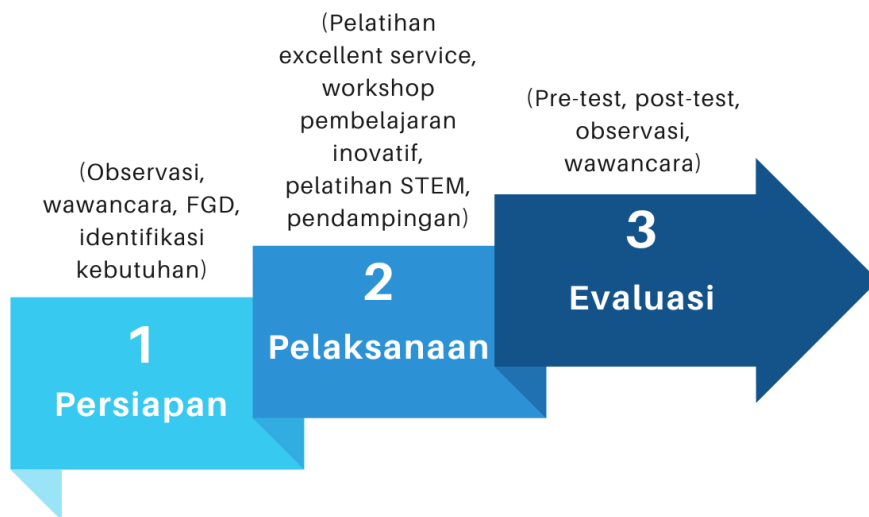 (Observasi,
wawancara, FGD,
identifikasi
kebutuhan)
1
Persiapan
(Pelatihan
excellent service,
workshop
pembelajaran
inovatif,
pelatihan STEM,
pendampingan)
2
Pelaksanaan
(Pre-test, post-test,
observasi,
wawancara)
3
Evaluasi